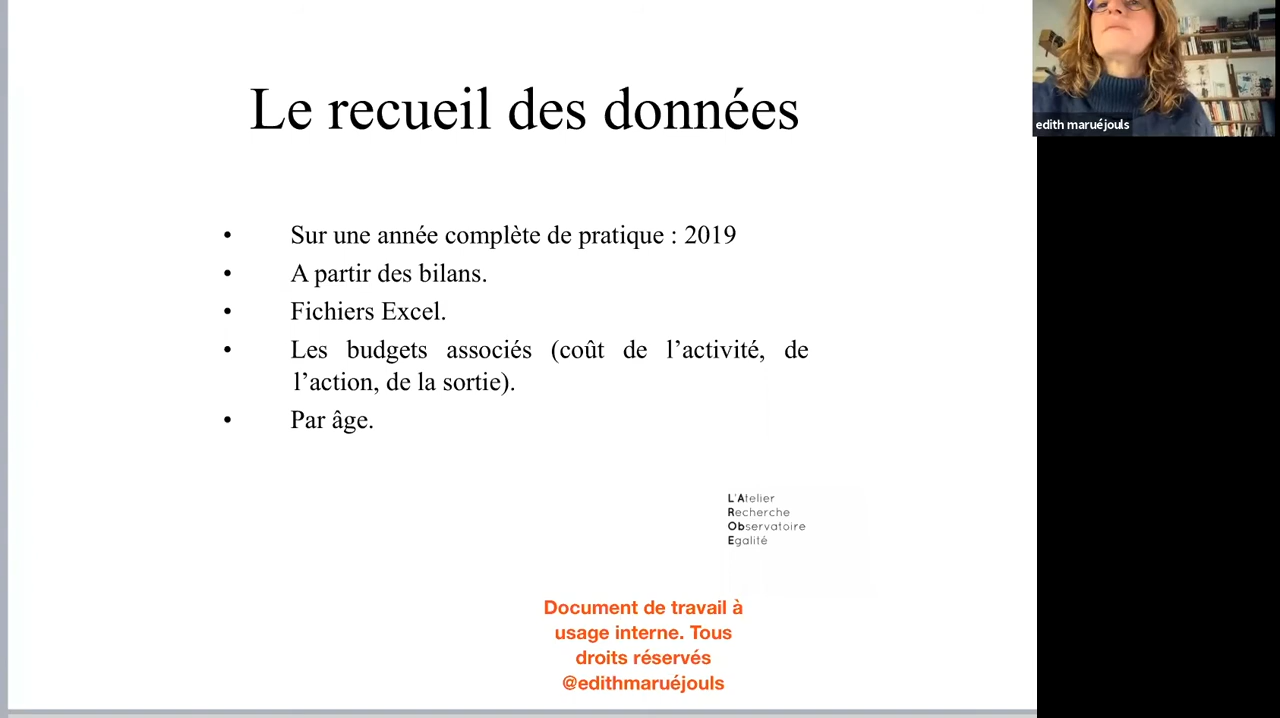 Le recueil des données
• Sur une année complète de pratique : 2019
• A partir des bilans.
• Fichiers Excel.
• Les budgets associés (coût de l’activité, de
l’action, de la sortie).
• Par âge.
L'Atelier
Recherche
Observatoire
Egalité
Document de travail à
usage interne. Tous
droits réservés
@edithmaruéjouls
edith maruéjouls